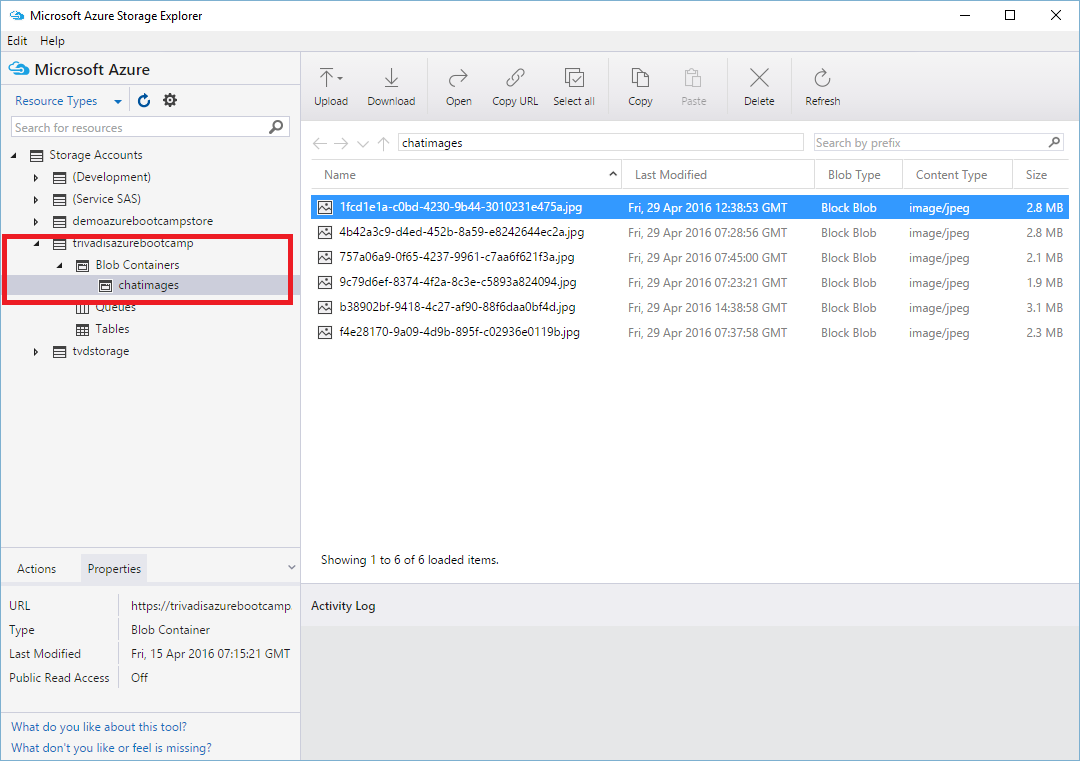 Microsoft Azure Storage Explorer
Edit Help
Microsoft Azure
Resource Types
Search for resources
Storage Accounts
(Development)
(Service SAS)
demoazurebootcampstore
trivadisazurebootcamp
Blob Containers
chatimages
Queues
Tables
tvdstorage
Actions Properties
URL https://trivadisazurebootcamp
Type Blob Container
Last Modified Fri, 15 Apr 2016 07:15:21 GMT
Public Read Access Off
What do you like about this tool?
What don't you like or feel is missing?
Upload Download Open Copy URL Select all Copy Paste Delete Refresh
chatimages Search by prefix
Name Last Modified Blob Type Content Type Size
1fcd1e1a-c0bd-4230-9b44-3010231e475a.jpg Fri, 29 Apr 2016 12:38:53 GMT Block Blob image/jpeg 2.8 MB
4b42a3c9-d4ed-452b-8a59-e8242644ec2a.jpg Fri, 29 Apr 2016 07:28:56 GMT Block Blob image/jpeg 2.8 MB
757a06a9-0f65-4237-9961-c7aa6f621f3a.jpg Fri, 29 Apr 2016 07:45:00 GMT Block Blob image/jpeg 2.1 MB
9c79d6ef-8374-4f2a-8c3e-c5893a824094.jpg Fri, 29 Apr 2016 07:23:21 GMT Block Blob image/jpeg 1.9 MB
b38902bf-9418-4c27-af90-88f6daa0bf4d.jpg Fri, 29 Apr 2016 14:38:58 GMT Block Blob image/jpeg 3.1 MB
f4e28170-9a09-4d9b-895f-c02936e0119b.jpg Fri, 29 Apr 2016 07:37:58 GMT Block Blob image/jpeg 2.3 MB
Showing 1 to 6 of 6 loaded items.
Activity Log